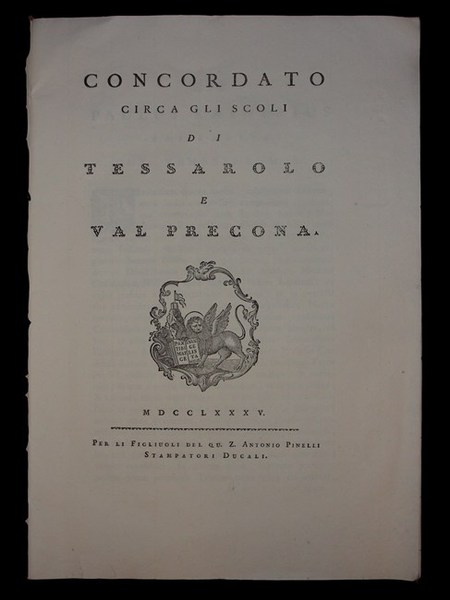 CONCORDATO
CIRCA GLI SCOLI
DI
TESSAROLO
E
VAL PRECONA.
MDCCLXXXV.
PER LI FIGLIUOLI DEL QU. Z. ANTONIO PINELLI
STAMPATORI DUCALI.